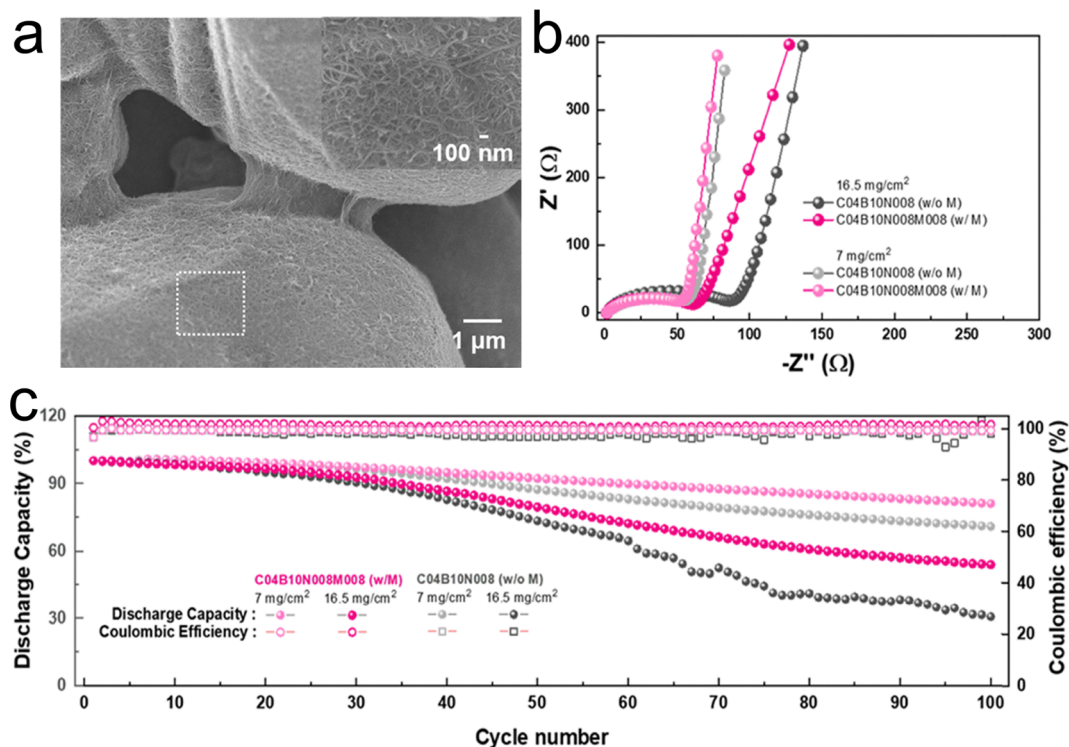 a
100 nm
1 µm
b
400
300
200
100
0
Z' (Ω)
16.5 mg/cm²
C04B10N008 (w/o M)
C04B10N008M008 (w/ M)
7 mg/cm²
C04B10N008 (w/o M)
C04B10N008M008 (w/ M)
0 50 100 150 200 250 300
-Z'' (Ω)
c
120
90
60
30
0
Discharge Capacity (%)
C04B10N008M008 (w/M) C04B10N008 (w/o M)
7 mg/cm² 16.5 mg/cm² 7 mg/cm² 16.5 mg/cm²
Discharge Capacity :
Coulombic Efficiency :
100
80
60
40
20
0
Coulombic efficiency (%)
0 10 20 30 40 50 60 70 80 90 100
Cycle number